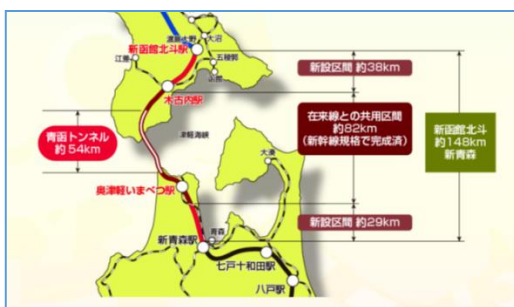 渡島大野
大沼
新函館北斗駅
江差
五稜郭
函館
木古内駅
新設区間 約38km
青函トンネル
約54km
津軽海峡
在来線との共用区間
約82km
(新幹線規格で完成済)
新函館北斗
約148km
新青森
大湊
奥津軽いまべつ駅
新設区間 約29km
青森
新青森駅
七戸十和田駅
八戸駅